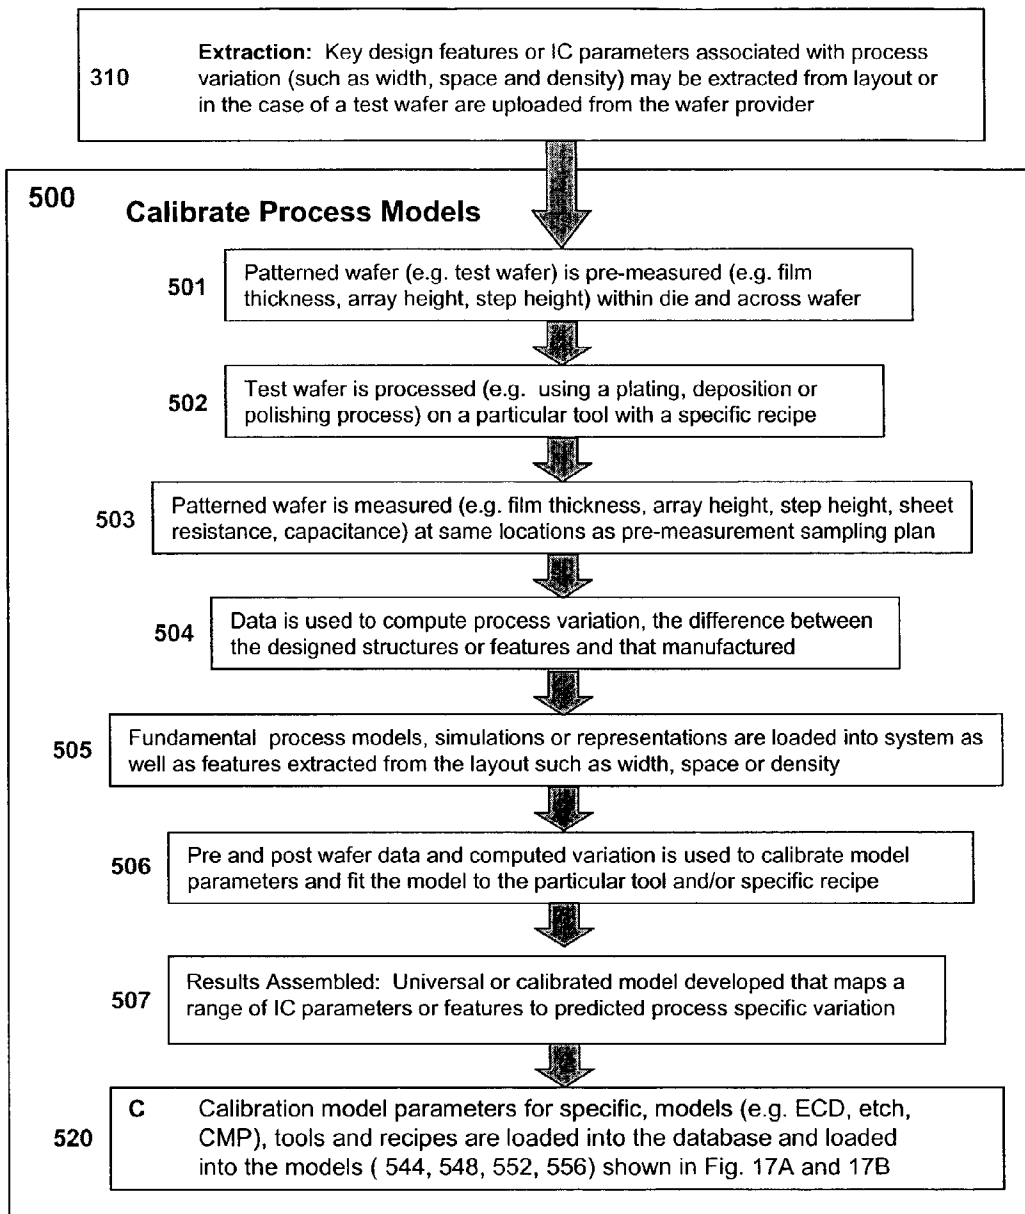 310 Extraction: Key design features or IC parameters associated with process
variation (such as width, space and density) may be extracted from layout or
in the case of a test wafer are uploaded from the wafer provider
500
Calibrate Process Models
501 Patterned wafer (e.g. test wafer) is pre-measured (e.g. film
thickness, array height, step height) within die and across wafer
502 Test wafer is processed (e.g. using a plating, deposition or
polishing process) on a particular tool with a specific recipe
503 Patterned wafer is measured (e.g. film thickness, array height, step height, sheet
resistance, capacitance) at same locations as pre-measurement sampling plan
504 Data is used to compute process variation, the difference between
the designed structures or features and that manufactured
505 Fundamental process models, simulations or representations are loaded into system as
well as features extracted from the layout such as width, space or density
506 Pre and post wafer data and computed variation is used to calibrate model
parameters and fit the model to the particular tool and/or specific recipe
507 Results Assembled: Universal or calibrated model developed that maps a
range of IC parameters or features to predicted process specific variation
520 C Calibration model parameters for specific, models (e.g. ECD, etch,
CMP), tools and recipes are loaded into the database and loaded
into the models ( 544, 548, 552, 556) shown in Fig. 17A and 17B